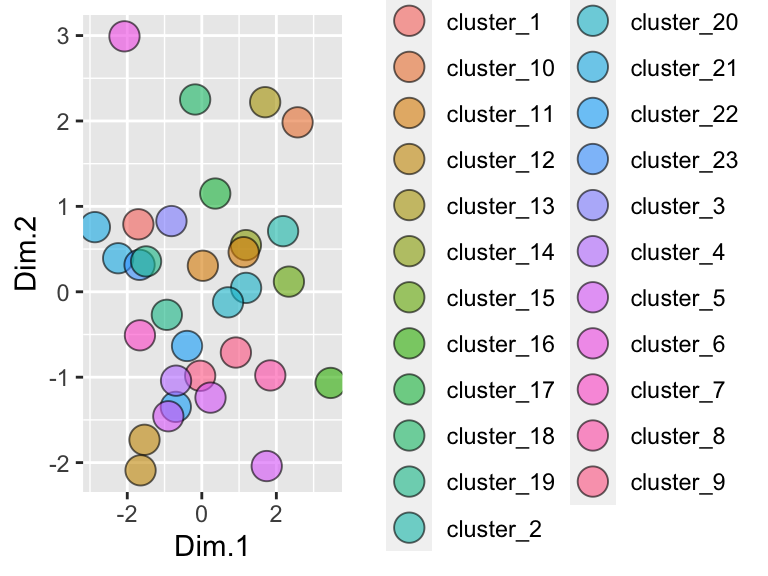 3
2
1
0
-1
-2
Dim.2
-2 0 2
Dim.1
cluster_1
cluster_10
cluster_11
cluster_12
cluster_13
cluster_14
cluster_15
cluster_16
cluster_17
cluster_18
cluster_19
cluster_2
cluster_20
cluster_21
cluster_22
cluster_23
cluster_3
cluster_4
cluster_5
cluster_6
cluster_7
cluster_8
cluster_9